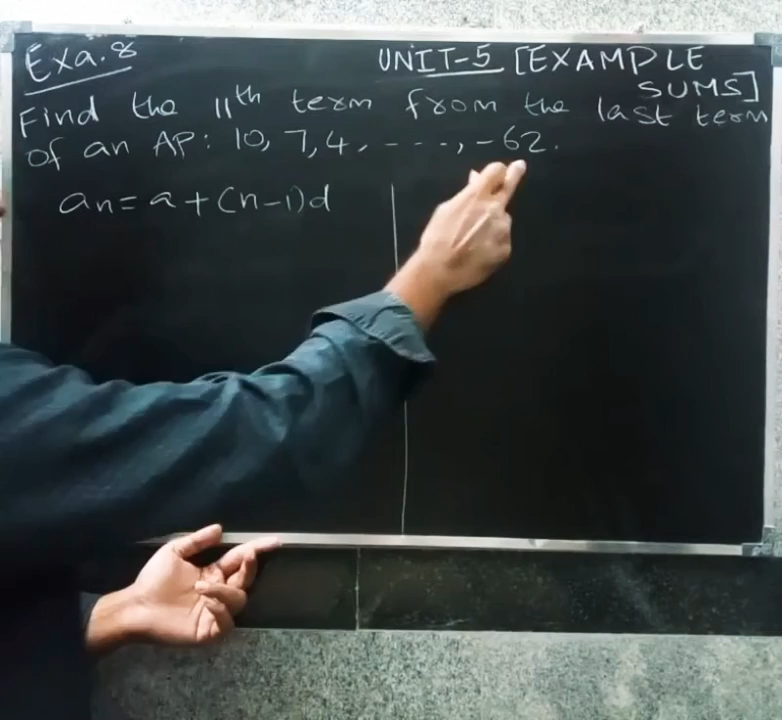 Exa.8
UNIT-5 [EXAMPLE
SUMS]
Find the 11th term from the last term
of an AP: 10, 7, 4, ----, -62.
an = a + (n-1)d